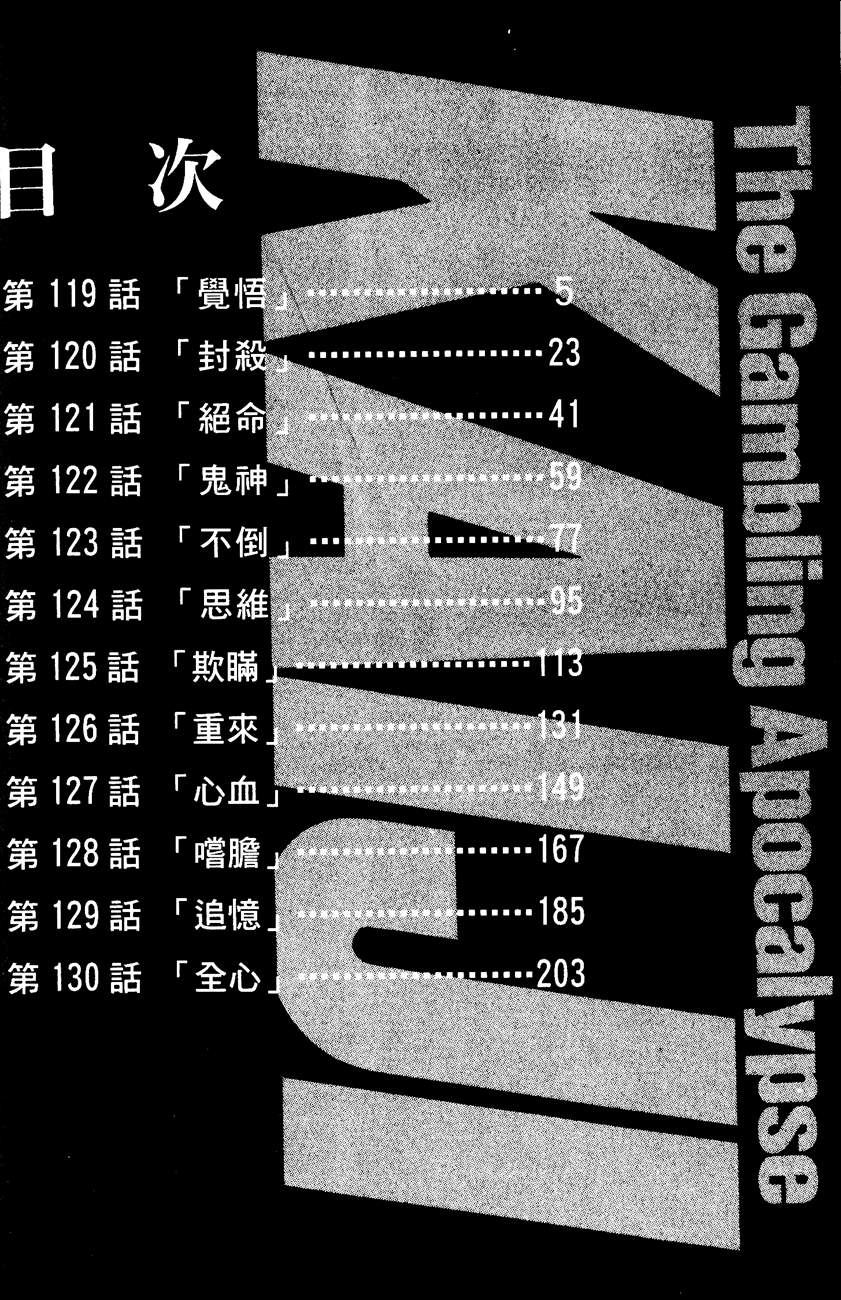 目 次
第 119 話 「覺悟」……………………5
第 120 話 「封殺」……………………23
第 121 話 「絕命」……………………41
第 122 話 「鬼神」……………………59
第 123 話 「不倒」……………………77
第 124 話 「思維」……………………95
第 125 話 「欺瞞」……………………113
第 126 話 「重來」……………………131
第 127 話 「心血」……………………149
第 128 話 「嚐膽」……………………167
第 129 話 「追憶」……………………185
第 130 話 「全心」……………………203
The Gambling Apocalypse
KAIJI